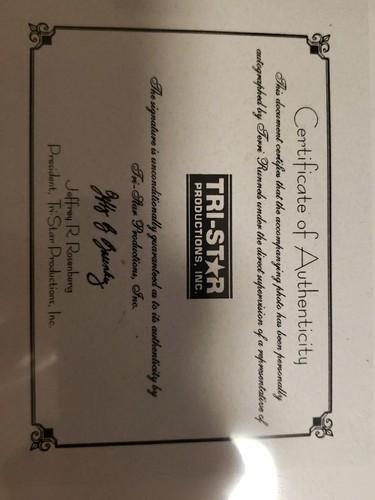 Certificate of Authenticity
This document certifies that the accompanying photo has been personally
autographed by Terri Runnels under the direct supervision of a representative of
TRI-STAR
PRODUCTIONS, INC.
The signature is unconditionally guaranteed as to its authenticity by
Tri-Star Productions, Inc.
Jeffrey R. Rosenberg
President, Tri Star Productions, Inc.